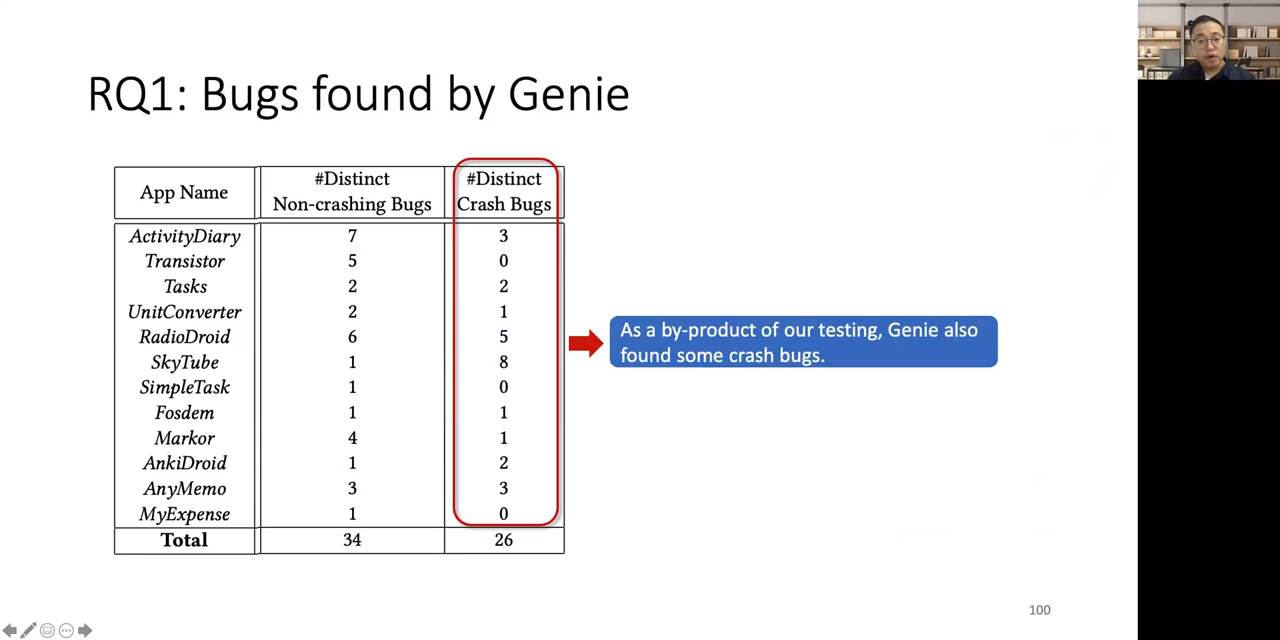 RQ1: Bugs found by Genie
App Name #Distinct Non-crashing Bugs #Distinct Crash Bugs
ActivityDiary 7 3
Transistor 5 0
Tasks 2 2
UnitConverter 2 1
RadioDroid 6 5
SkyTube 1 8
SimpleTask 1 0
Fosdem 1 1
Markor 4 1
AnkiDroid 1 2
AnyMemo 3 3
MyExpense 1 0
Total 34 26
As a by-product of our testing, Genie also
found some crash bugs.
100